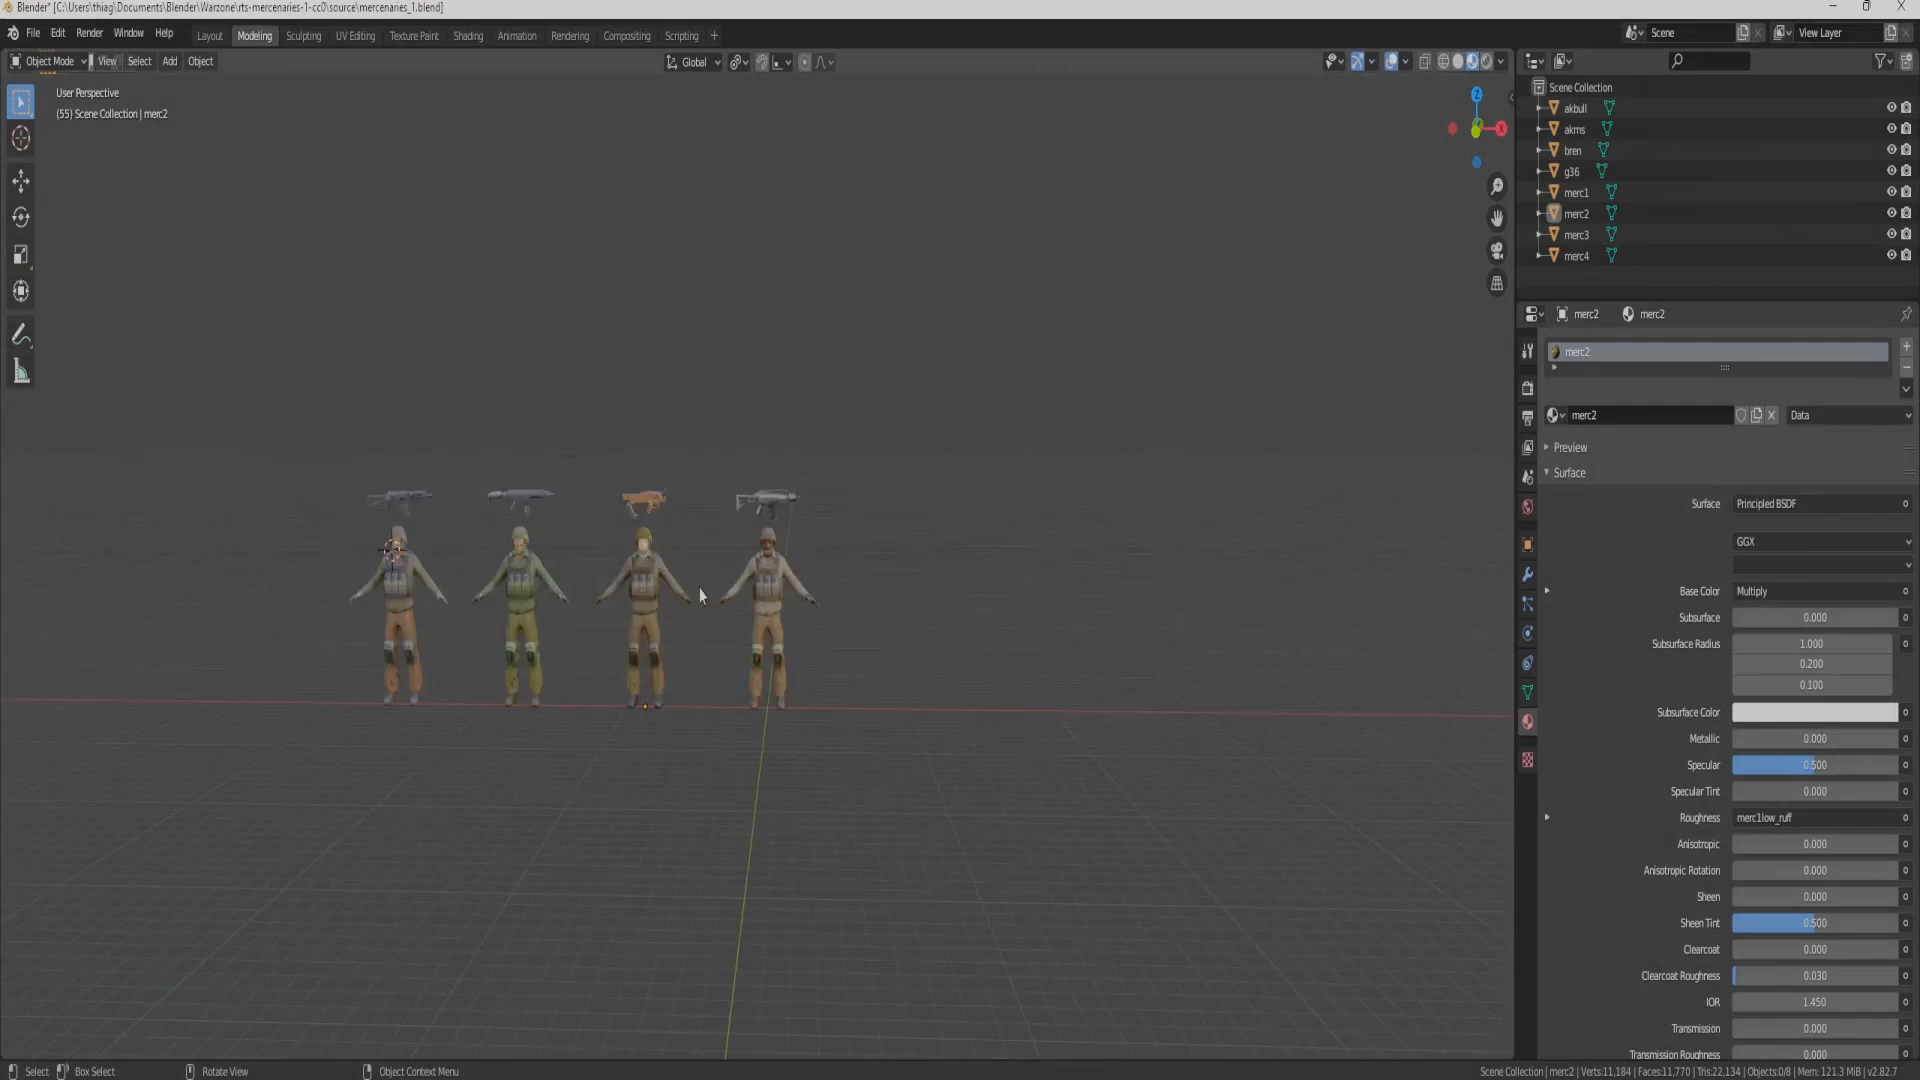 Blender* [C:\Users\thiag\Documents\Blender\Warzone\rts-mercenaries-1-cc0\source\mercenaries_1.blend]
File Edit Render Window Help Layout Modeling Sculpting UV Editing Texture Paint Shading Animation Rendering Compositing Scripting + Scene View Layer
Object Mode View Select Add Object Global
User Perspective
(55) Scene Collection | merc2
Z
X
Scene Collection
akbull
akms
bren
g36
merc1
merc2
merc3
merc4
merc2 merc2
merc2
merc2 Data
Preview
Surface
Surface Principled BSDF
GGX
Base Color Multiply
Subsurface 0.000
Subsurface Radius 1.000
0.200
0.100
Subsurface Color
Metallic 0.000
Specular 0.500
Specular Tint 0.000
Roughness merc1low_ruff
Anisotropic 0.000
Anisotropic Rotation 0.000
Sheen 0.000
Sheen Tint 0.500
Clearcoat 0.000
Clearcoat Roughness 0.030
IOR 1.450
Transmission 0.000
Transmission Roughness 0.000
Select Box Select Rotate View Object Context Menu Scene Collection | merc2 | Verts:11,184 | Faces:11,770 | Tris:22,134 | Objects:0/8 | Mem: 121.3 MiB | v2.82.7